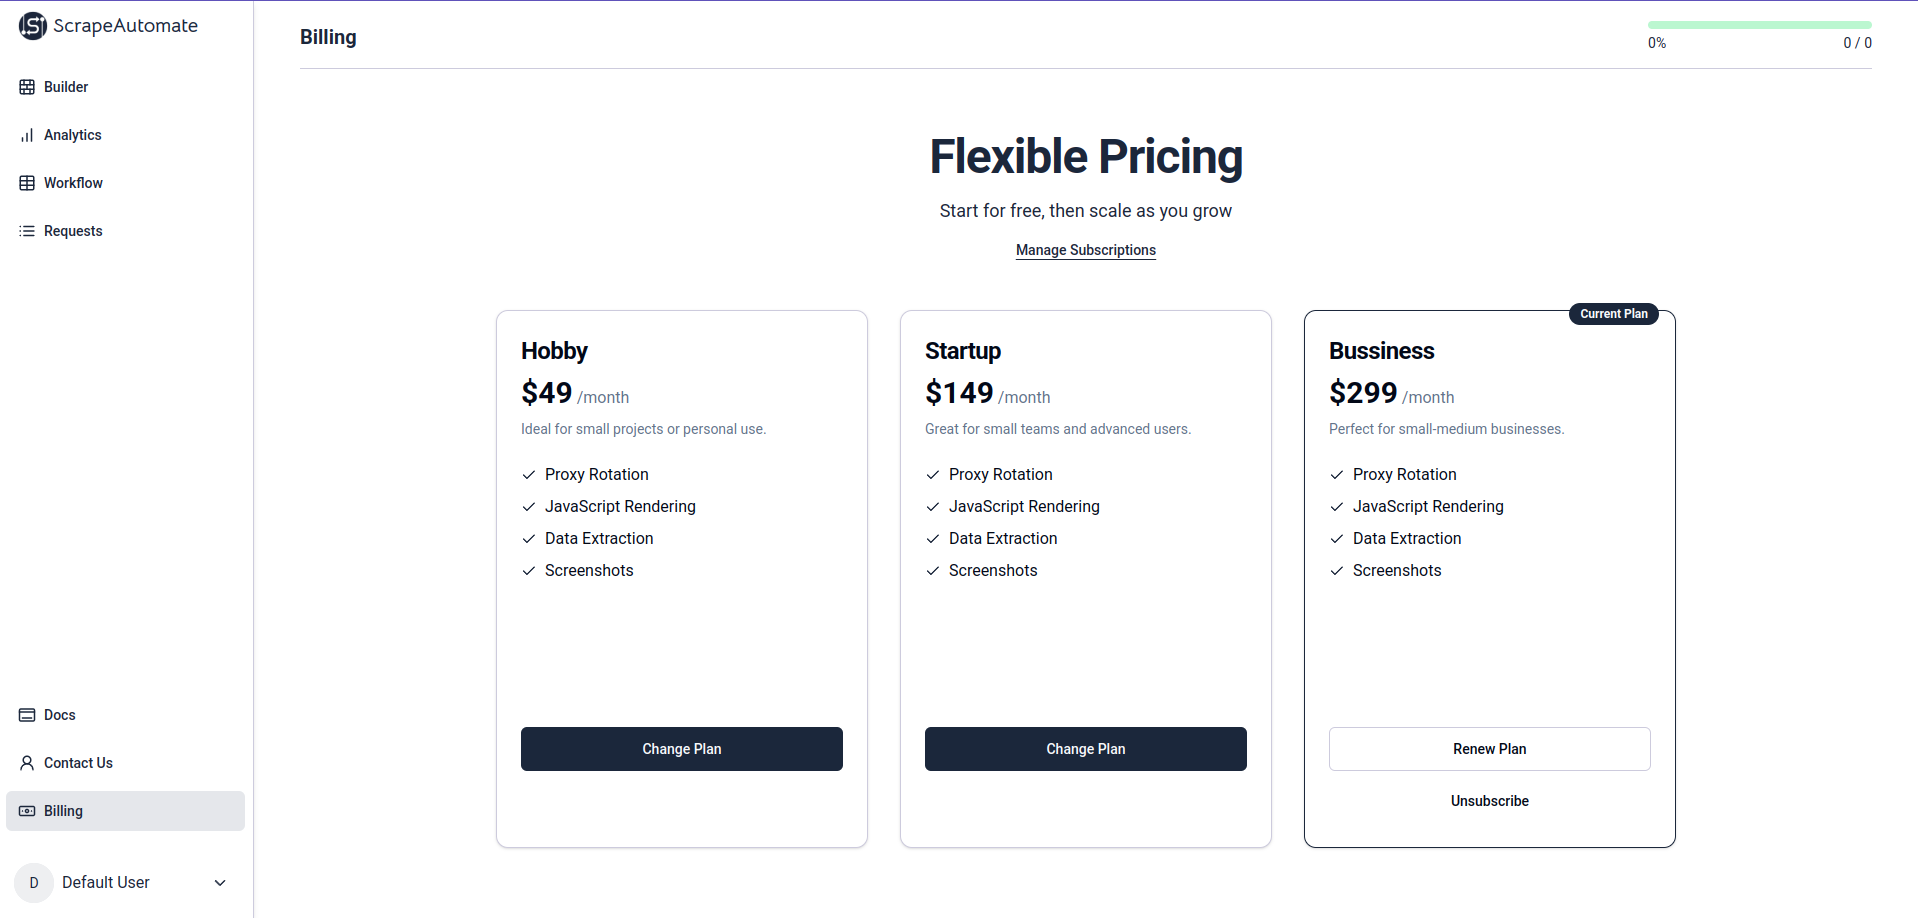 ScrapeAutomate
Builder
Analytics
Workflow
Requests
Docs
Contact Us
Billing
D
Default User
Billing
0%
0 / 0
Flexible Pricing
Start for free, then scale as you grow
Manage Subscriptions
Hobby
$49 /month
Ideal for small projects or personal use.
Proxy Rotation
JavaScript Rendering
Data Extraction
Screenshots
Change Plan
Startup
$149 /month
Great for small teams and advanced users.
Proxy Rotation
JavaScript Rendering
Data Extraction
Screenshots
Change Plan
Current Plan
Bussiness
$299 /month
Perfect for small-medium businesses.
Proxy Rotation
JavaScript Rendering
Data Extraction
Screenshots
Renew Plan
Unsubscribe